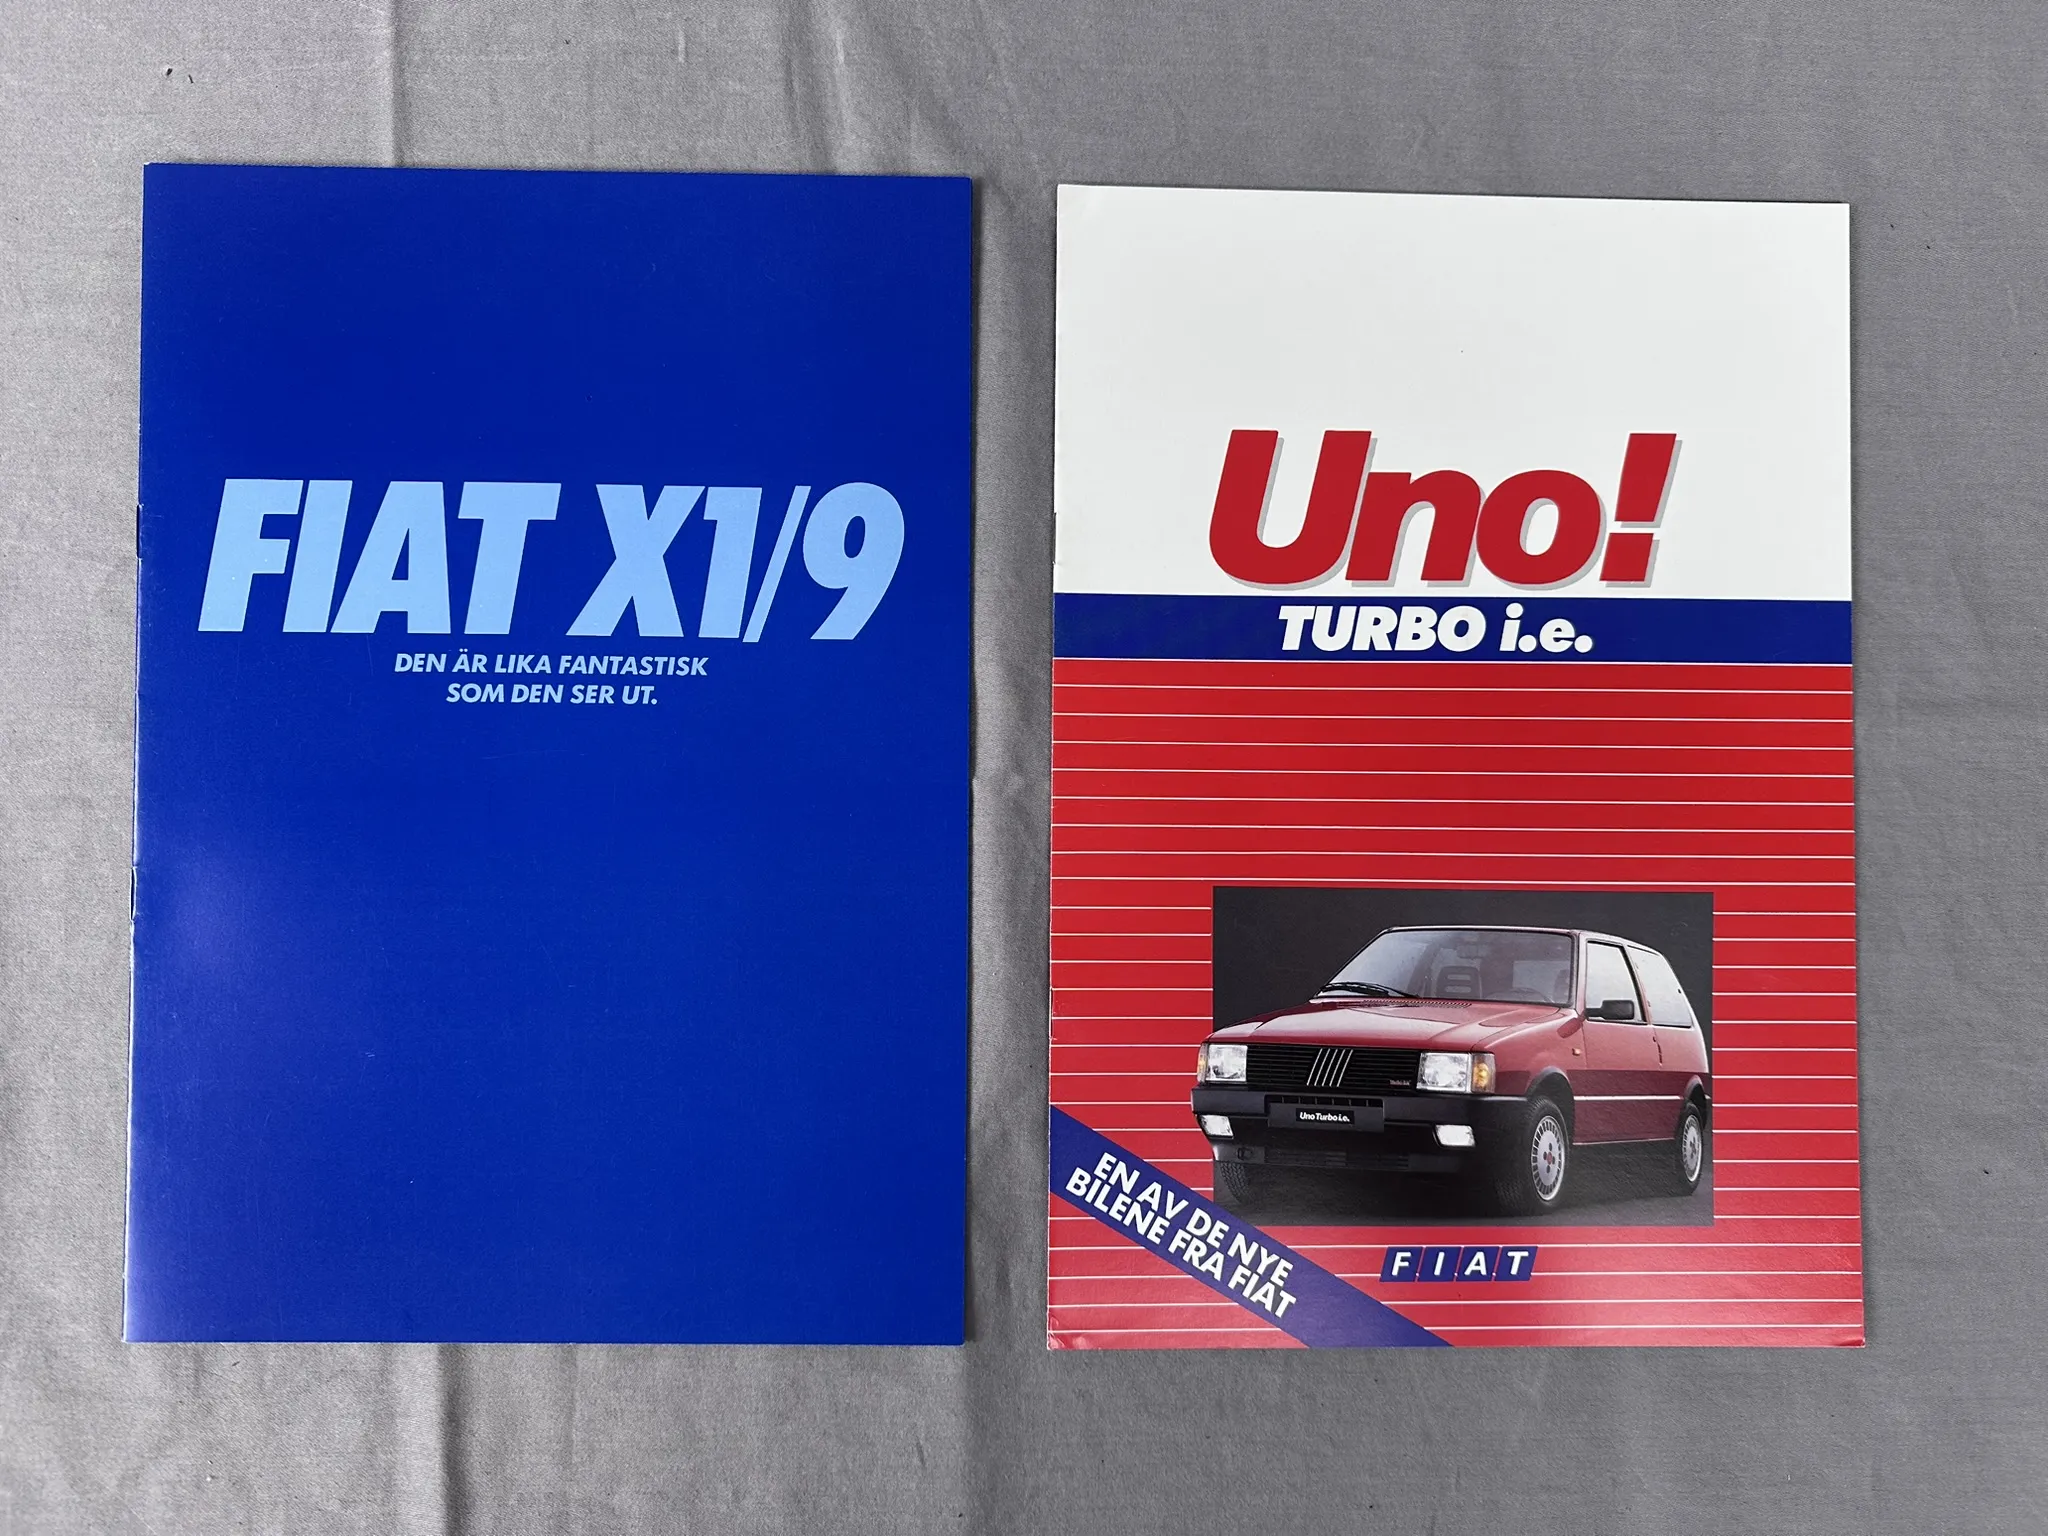 FIAT X1/9
DEN ÄR LIKA FANTASTISK
SOM DEN SER UT.
Uno!
TURBO i.e.
Uno Turbo i.e.
EN AV DE NYE
BILENE FRA FIAT
FIAT